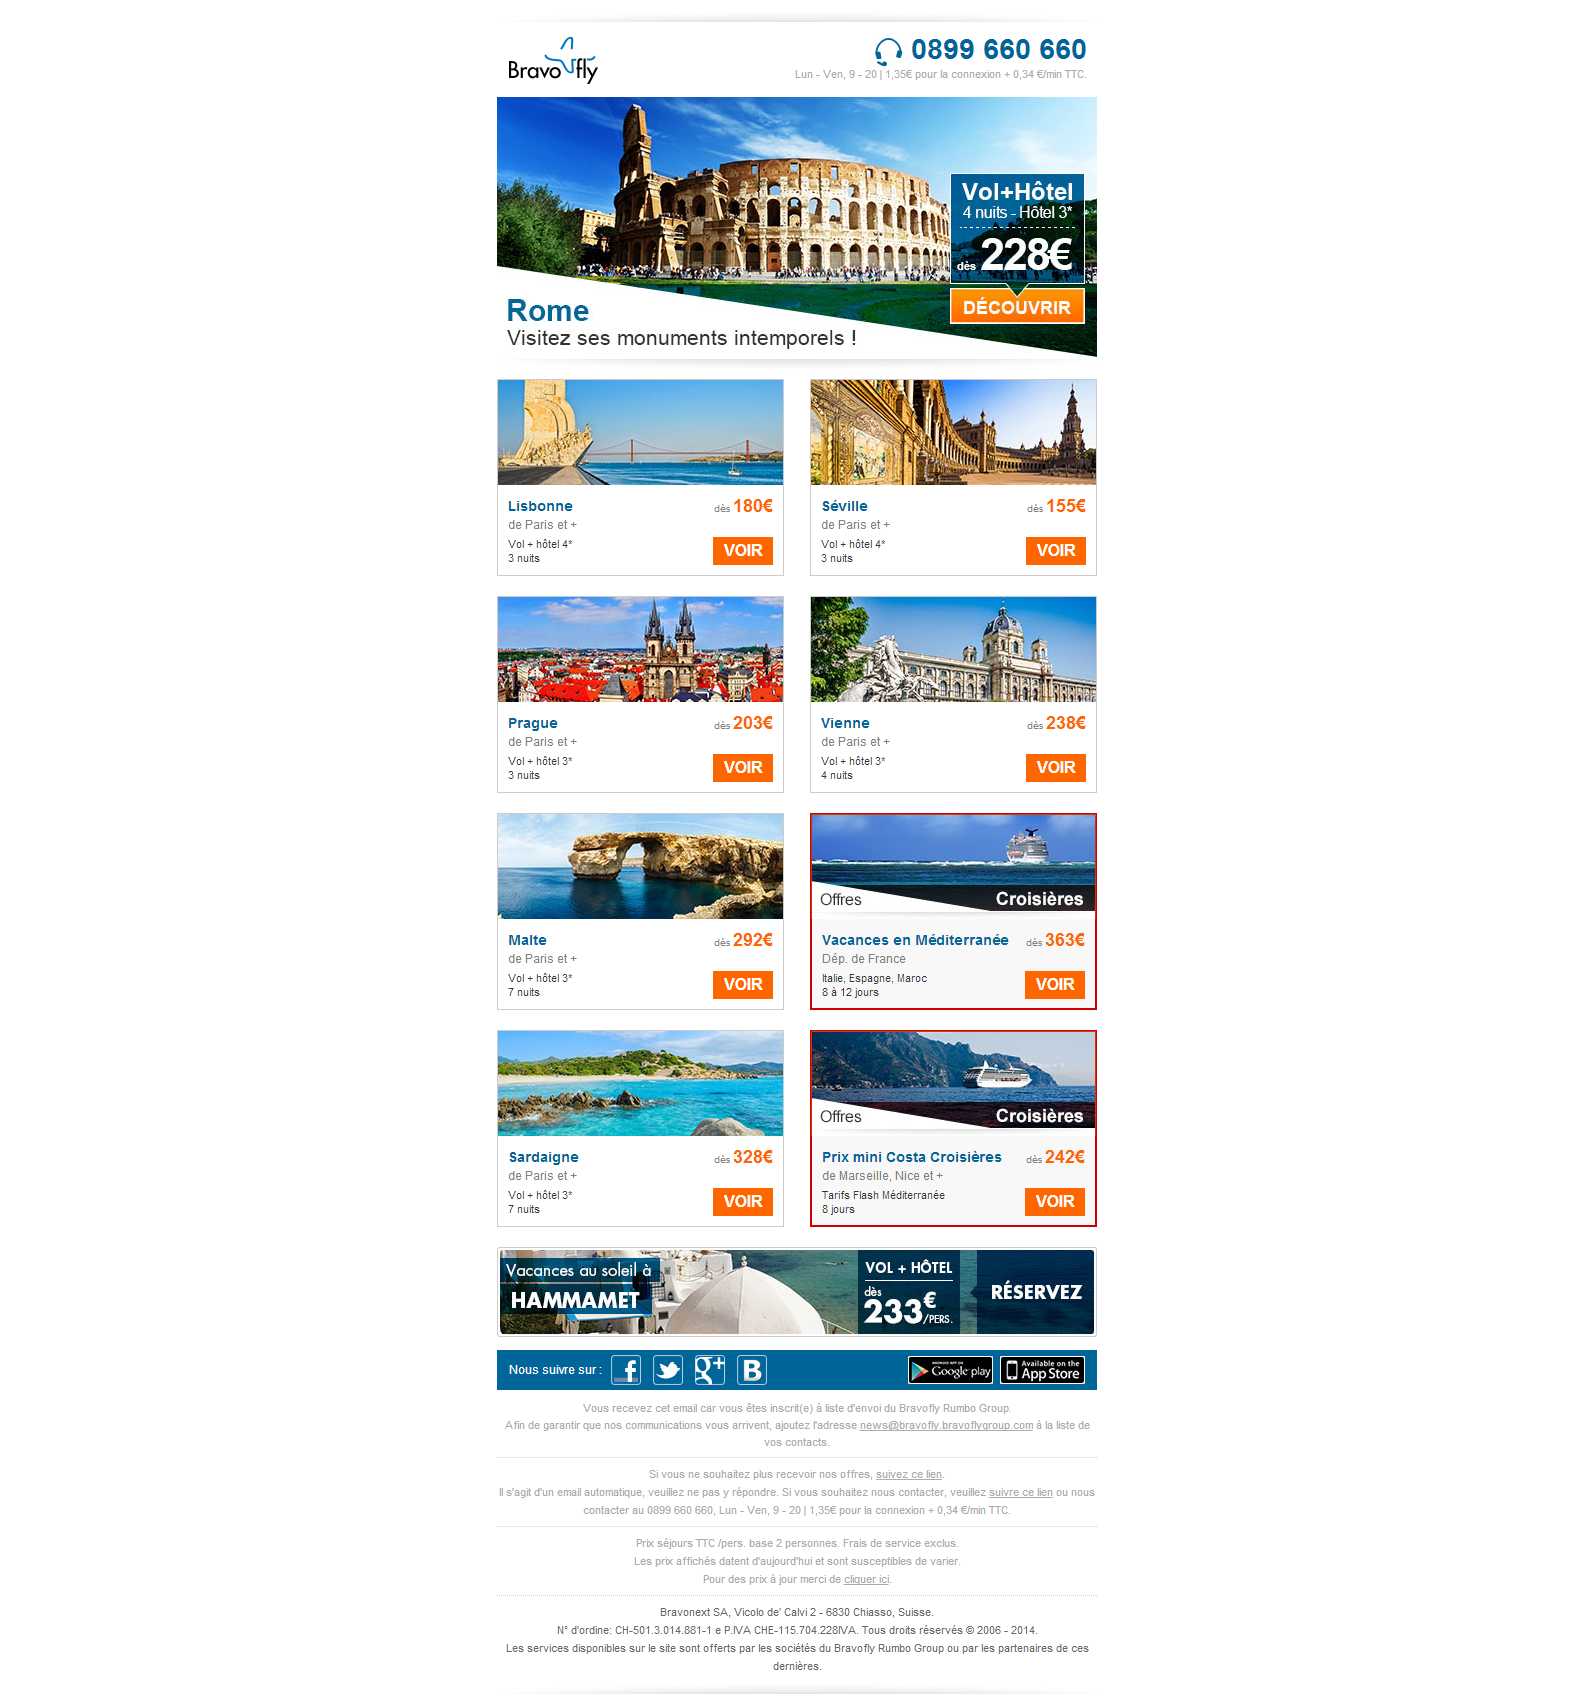 Bravofly
0899 660 660
Lun - Ven, 9 - 20 | 1,35€ pour la connexion + 0,34 €/min TTC.
Vol+Hôtel
4 nuits - Hôtel 3*
dès 228€
DÉCOUVRIR
Rome
Visitez ses monuments intemporels !
Lisbonne
dès 180€
de Paris et +
Vol + hôtel 4*
3 nuits
VOIR
Séville
dès 155€
de Paris et +
Vol + hôtel 4*
3 nuits
VOIR
Prague
dès 203€
de Paris et +
Vol + hôtel 3*
3 nuits
VOIR
Vienne
dès 238€
de Paris et +
Vol + hôtel 3*
4 nuits
VOIR
Malte
dès 292€
de Paris et +
Vol + hôtel 3*
7 nuits
VOIR
Offres
Croisières
Vacances en Méditerranée
dès 363€
Dép. de France
Italie, Espagne, Maroc
8 à 12 jours
VOIR
Sardaigne
dès 328€
de Paris et +
Vol + hôtel 3*
7 nuits
VOIR
Offres
Croisières
Prix mini Costa Croisières
dès 242€
de Marseille, Nice et +
Tarifs Flash Méditerranée
8 jours
VOIR
Vacances au soleil à
HAMMAMET
VOL + HÔTEL
dès
233€/PERS.
RÉSERVEZ
Nous suivre sur :
f
g+
B
ANDROID APP ON
Google play
Available on the
App Store
Vous recevez cet email car vous êtes inscrit(e) à liste d'envoi du Bravofly Rumbo Group.
Afin de garantir que nos communications vous arrivent, ajoutez l'adresse news@bravofly.bravoflygroup.com à la liste de
vos contacts.
Si vous ne souhaitez plus recevoir nos offres, suivez ce lien.
Il s'agit d'un email automatique, veuillez ne pas y répondre. Si vous souhaitez nous contacter, veuillez suivre ce lien ou nous
contacter au 0899 660 660, Lun - Ven, 9 - 20 | 1,35€ pour la connexion + 0,34 €/min TTC.
Prix séjours TTC /pers. base 2 personnes. Frais de service exclus.
Les prix affichés datent d'aujourd'hui et sont susceptibles de varier.
Pour des prix à jour merci de cliquer ici.
Bravonext SA, Vicolo de' Calvi 2 - 6830 Chiasso, Suisse.
N° d'ordine: CH-501.3.014.881-1 e P.IVA CHE-115.704.228IVA. Tous droits réservés © 2006 - 2014.
Les services disponibles sur le site sont offerts par les sociétés du Bravofly Rumbo Group ou par les partenaires de ces
dernières.